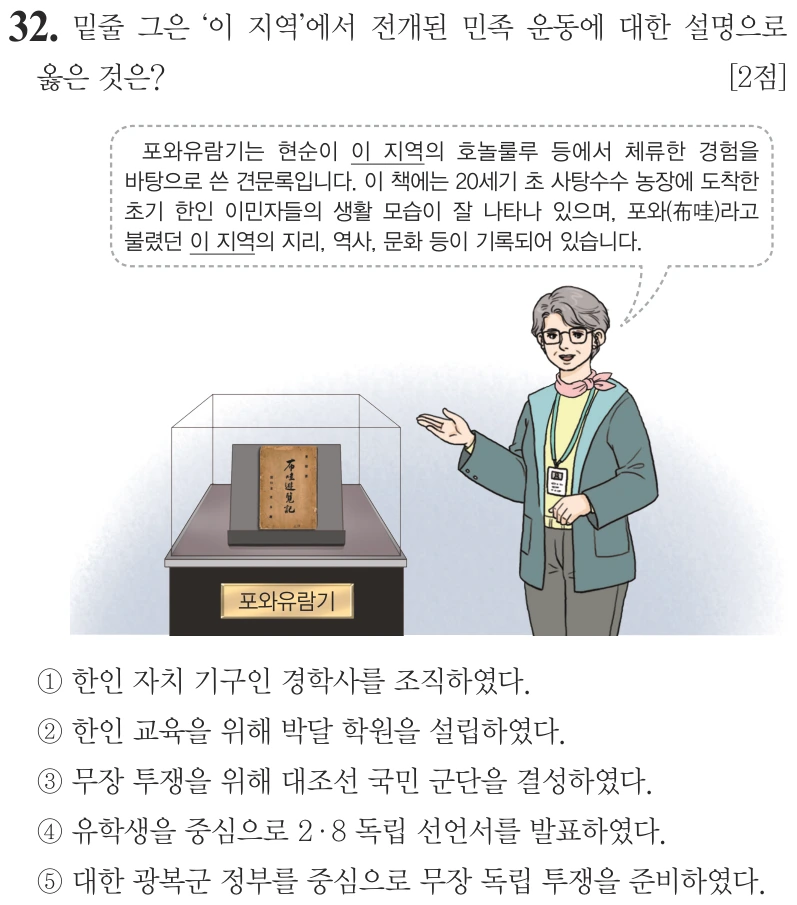 32. 밑줄 그은 ‘이 지역’에서 전개된 민족 운동에 대한 설명으로
옳은 것은? [2점]
포와유람기는 현순이 이 지역의 호놀룰루 등에서 체류한 경험을
바탕으로 쓴 견문록입니다. 이 책에는 20세기 초 사탕수수 농장에 도착한
초기 한인 이민자들의 생활 모습이 잘 나타나 있으며, 포와(布哇)라고
불렸던 이 지역의 지리, 역사, 문화 등이 기록되어 있습니다.
布哇遊覽記
포와유람기
① 한인 자치 기구인 경학사를 조직하였다.
② 한인 교육을 위해 박달 학원을 설립하였다.
③ 무장 투쟁을 위해 대조선 국민 군단을 결성하였다.
④ 유학생을 중심으로 2·8 독립 선언서를 발표하였다.
⑤ 대한 광복군 정부를 중심으로 무장 독립 투쟁을 준비하였다.